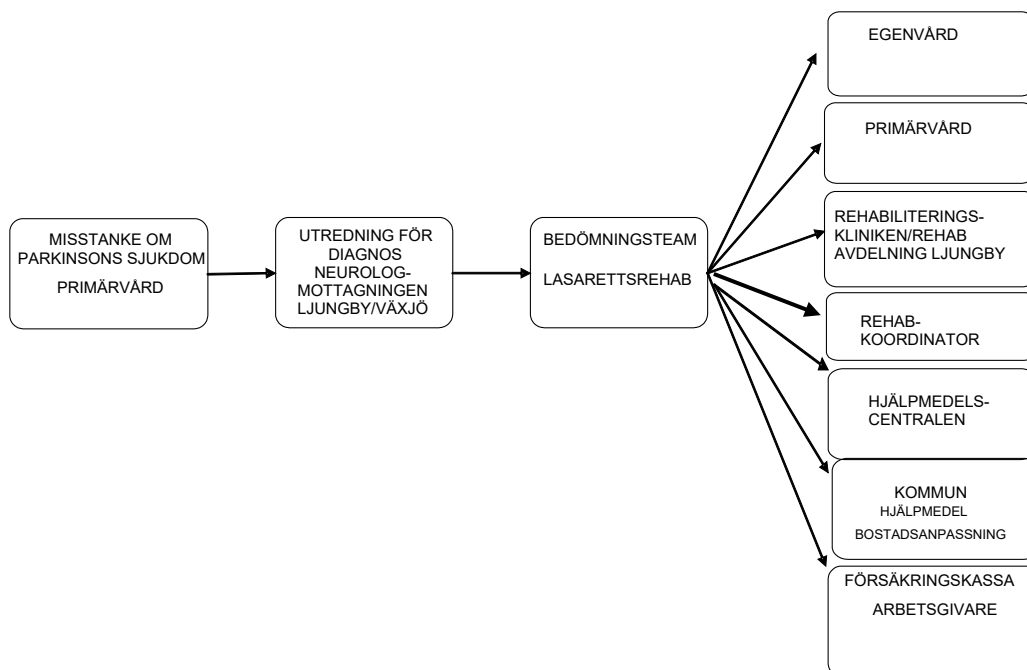 MISSTANKE OM
PARKINSONS SJUKDOM
PRIMÄRVÅRD
UTREDNING FÖR
DIAGNOS
NEUROLOG-
MOTTAGNINGEN
LJUNGBY/VÄXJÖ
BEDÖMNINGSTEAM
LASARETTSREHAB
EGENVÅRD
PRIMÄRVÅRD
REHABILITERINGS-
KLINIKEN/REHAB
AVDELNING LJUNGBY
REHAB-
KOORDINATOR
HJÄLPMEDELS-
CENTRALEN
KOMMUN
HJÄLPMEDEL
BOSTADSANPASSNING
FÖRSÄKRINGSKASSA
ARBETSGIVARE